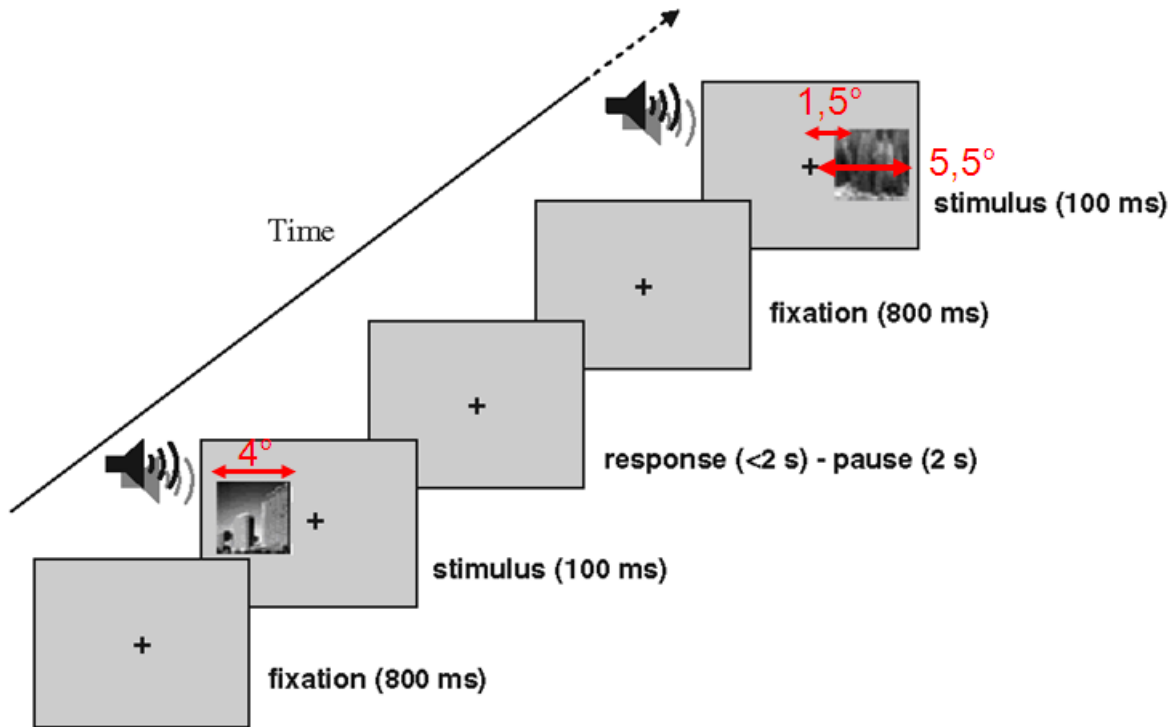 1,5°
5,5°
stimulus (100 ms)
Time
fixation (800 ms)
4°
response (<2 s) - pause (2 s)
stimulus (100 ms)
fixation (800 ms)